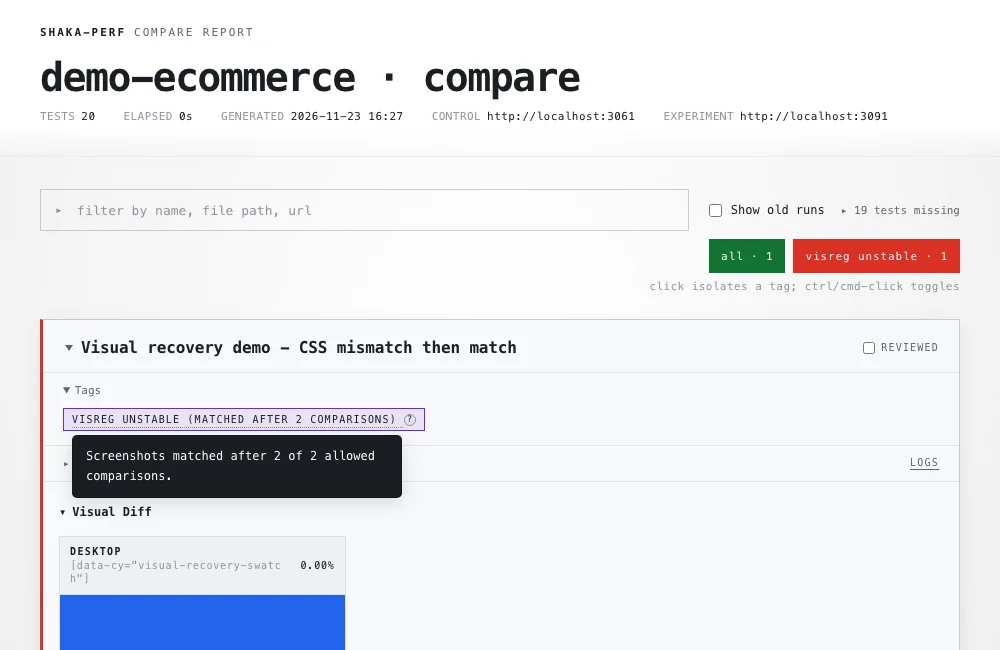 SHAKA-PERF COMPARE REPORT
demo-ecommerce · compare
TESTS 20 ELAPSED 0s GENERATED 2026-11-23 16:27 CONTROL http://localhost:3061 EXPERIMENT http://localhost:3091
▸ filter by name, file path, url
Show old runs ▸ 19 tests missing
all · 1 visreg unstable · 1
click isolates a tag; ctrl/cmd-click toggles
▼ Visual recovery demo – CSS mismatch then match REVIEWED
▼ Tags
VISREG UNSTABLE (MATCHED AFTER 2 COMPARISONS) ?
Screenshots matched after 2 of 2 allowed
comparisons.
▸ LOGS
▾ Visual Diff
DESKTOP
[data-cy="visual-recovery-swatc 0.00%
h"]